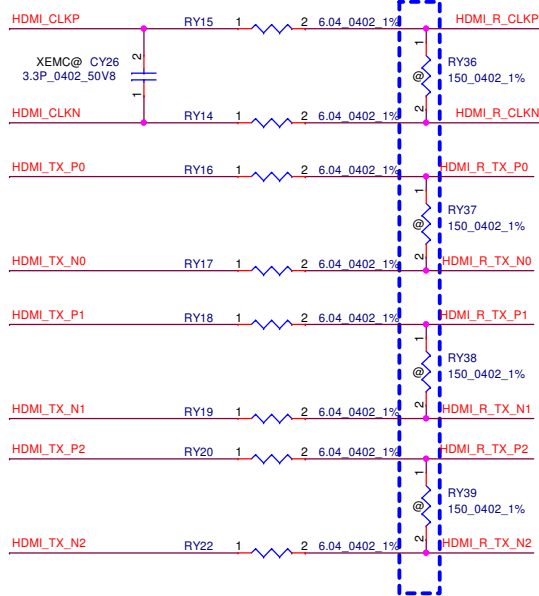 HDMI_CLKP RY15 1 2 6.04_0402_1% HDMI_R_CLKP
XEMC@ CY26 2 1 RY36
3.3P_0402_50V8 @ 150_0402_1%
1 2
HDMI_CLKN RY14 1 2 6.04_0402_1% HDMI_R_CLKN
HDMI_TX_P0 RY16 1 2 6.04_0402_1% HDMI_R_TX_P0
1 RY37
@ 150_0402_1%
2
HDMI_TX_N0 RY17 1 2 6.04_0402_1% HDMI_R_TX_N0
HDMI_TX_P1 RY18 1 2 6.04_0402_1% HDMI_R_TX_P1
1 RY38
@ 150_0402_1%
2
HDMI_TX_N1 RY19 1 2 6.04_0402_1% HDMI_R_TX_N1
HDMI_TX_P2 RY20 1 2 6.04_0402_1% HDMI_R_TX_P2
1 RY39
@ 150_0402_1%
2
HDMI_TX_N2 RY22 1 2 6.04_0402_1% HDMI_R_TX_N2